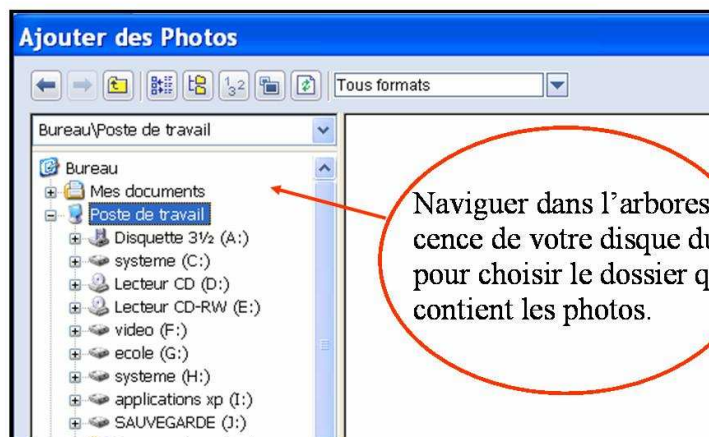 Ajouter des Photos
Tous formats
Bureau\Poste de travail
Bureau
Mes documents
Poste de travail
Disquette 3½ (A:)
systeme (C:)
Lecteur CD (D:)
Lecteur CD-RW (E:)
video (F:)
ecole (G:)
systeme (H:)
applications xp (I:)
SAUVEGARDE (J:)
Naviguer dans l’arbores
cence de votre disque du
pour choisir le dossier q
contient les photos.